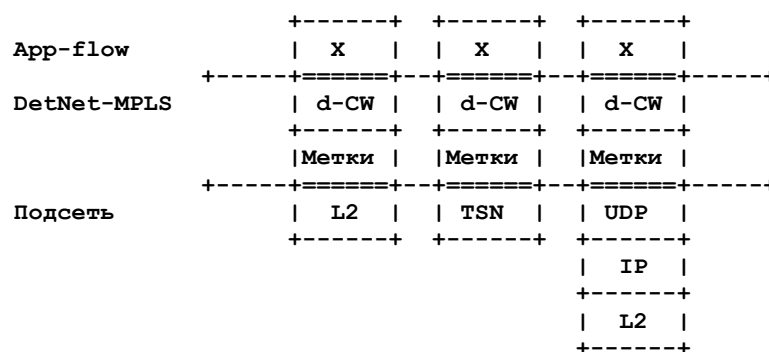 +------+  +------+  +------+
App-flow              |  X   |  |  X   |  |  X   |
                +-----+======+--+======+--+======+-----+
DetNet-MPLS           | d-CW |  | d-CW |  | d-CW |
                      +------+  +------+  +------+
                      |Метки |  |Метки |  |Метки |
                +-----+======+--+======+--+======+-----+
Подсеть               |  L2  |  | TSN  |  | UDP  |
                      +------+  +------+  +------+
                                          |  IP  |
                                          +------+
                                          |  L2  |
                                          +------+